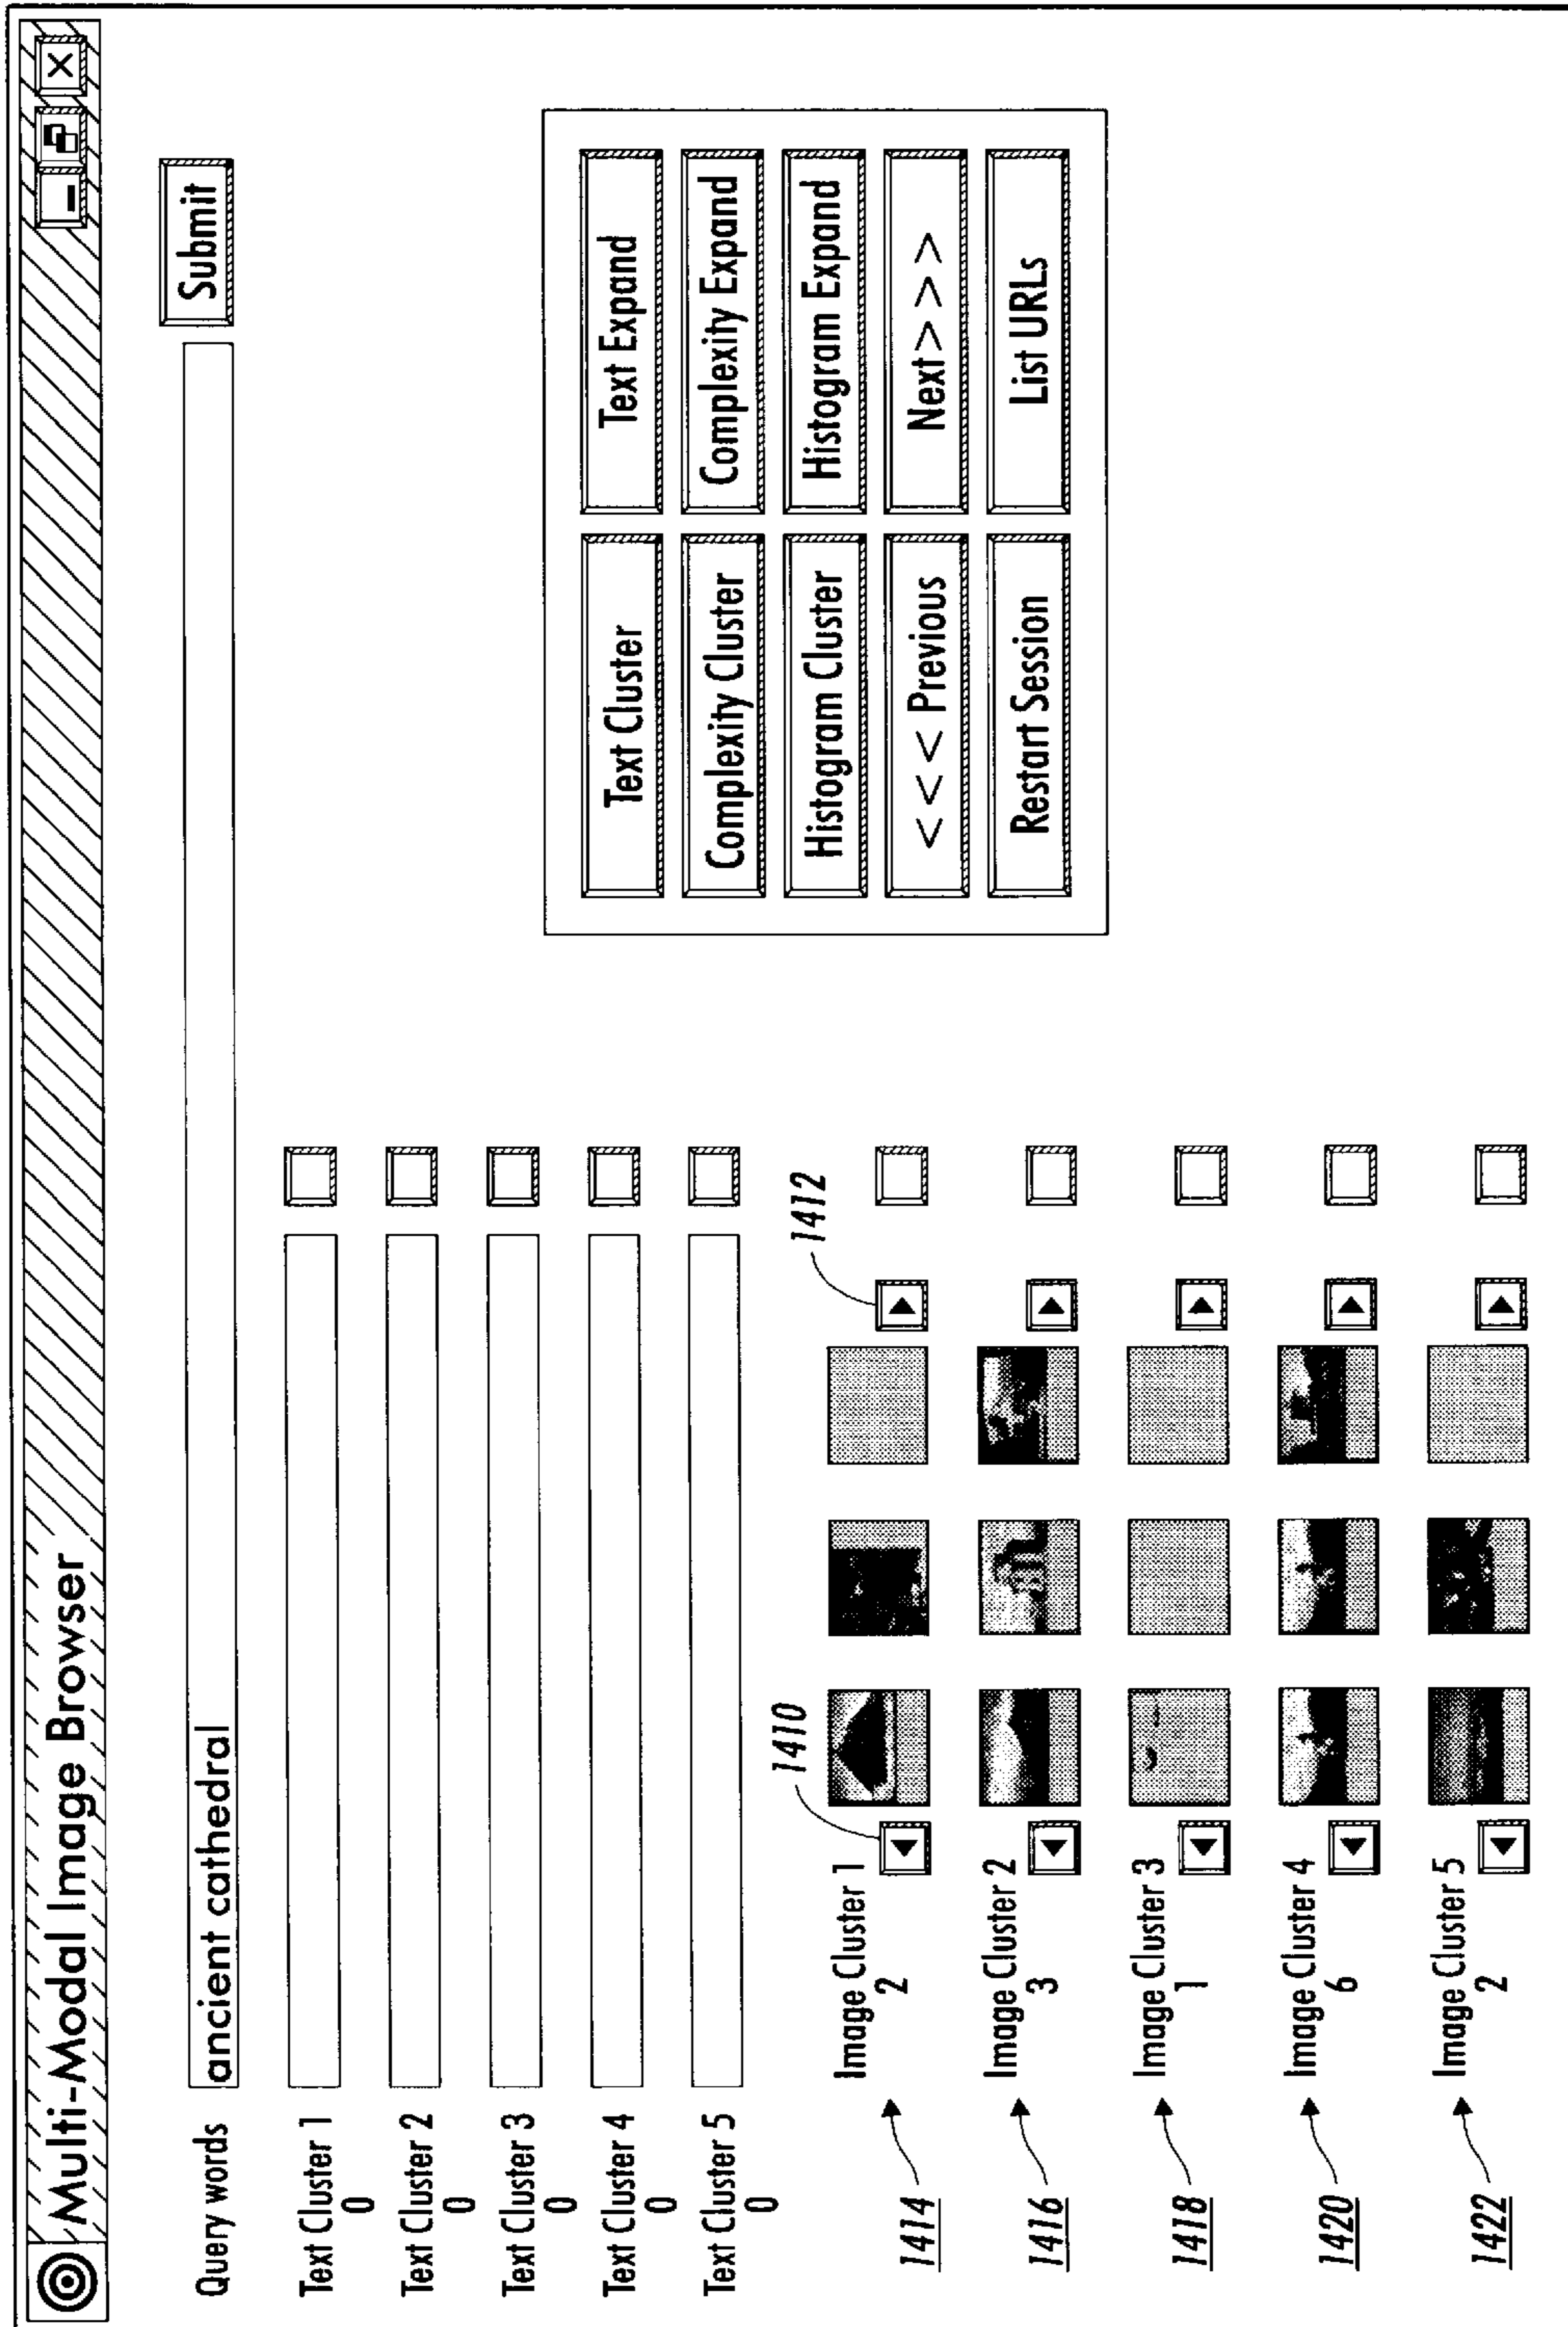 Multi-Modal Image Browser
Query words ancient cathedral Submit
Text Cluster 1
0
Text Cluster 2
0
Text Cluster 3
0
Text Cluster 4
0
Text Cluster 5
0
Text Cluster Text Expand
Complexity Cluster Complexity Expand
Histogram Cluster Histogram Expand
<<< Previous Next>>>
Restart Session List URLs
1410 1412
1414 Image Cluster 1
2
1416 Image Cluster 2
3
1418 Image Cluster 3
1
1420 Image Cluster 4
6
1422 Image Cluster 5
2